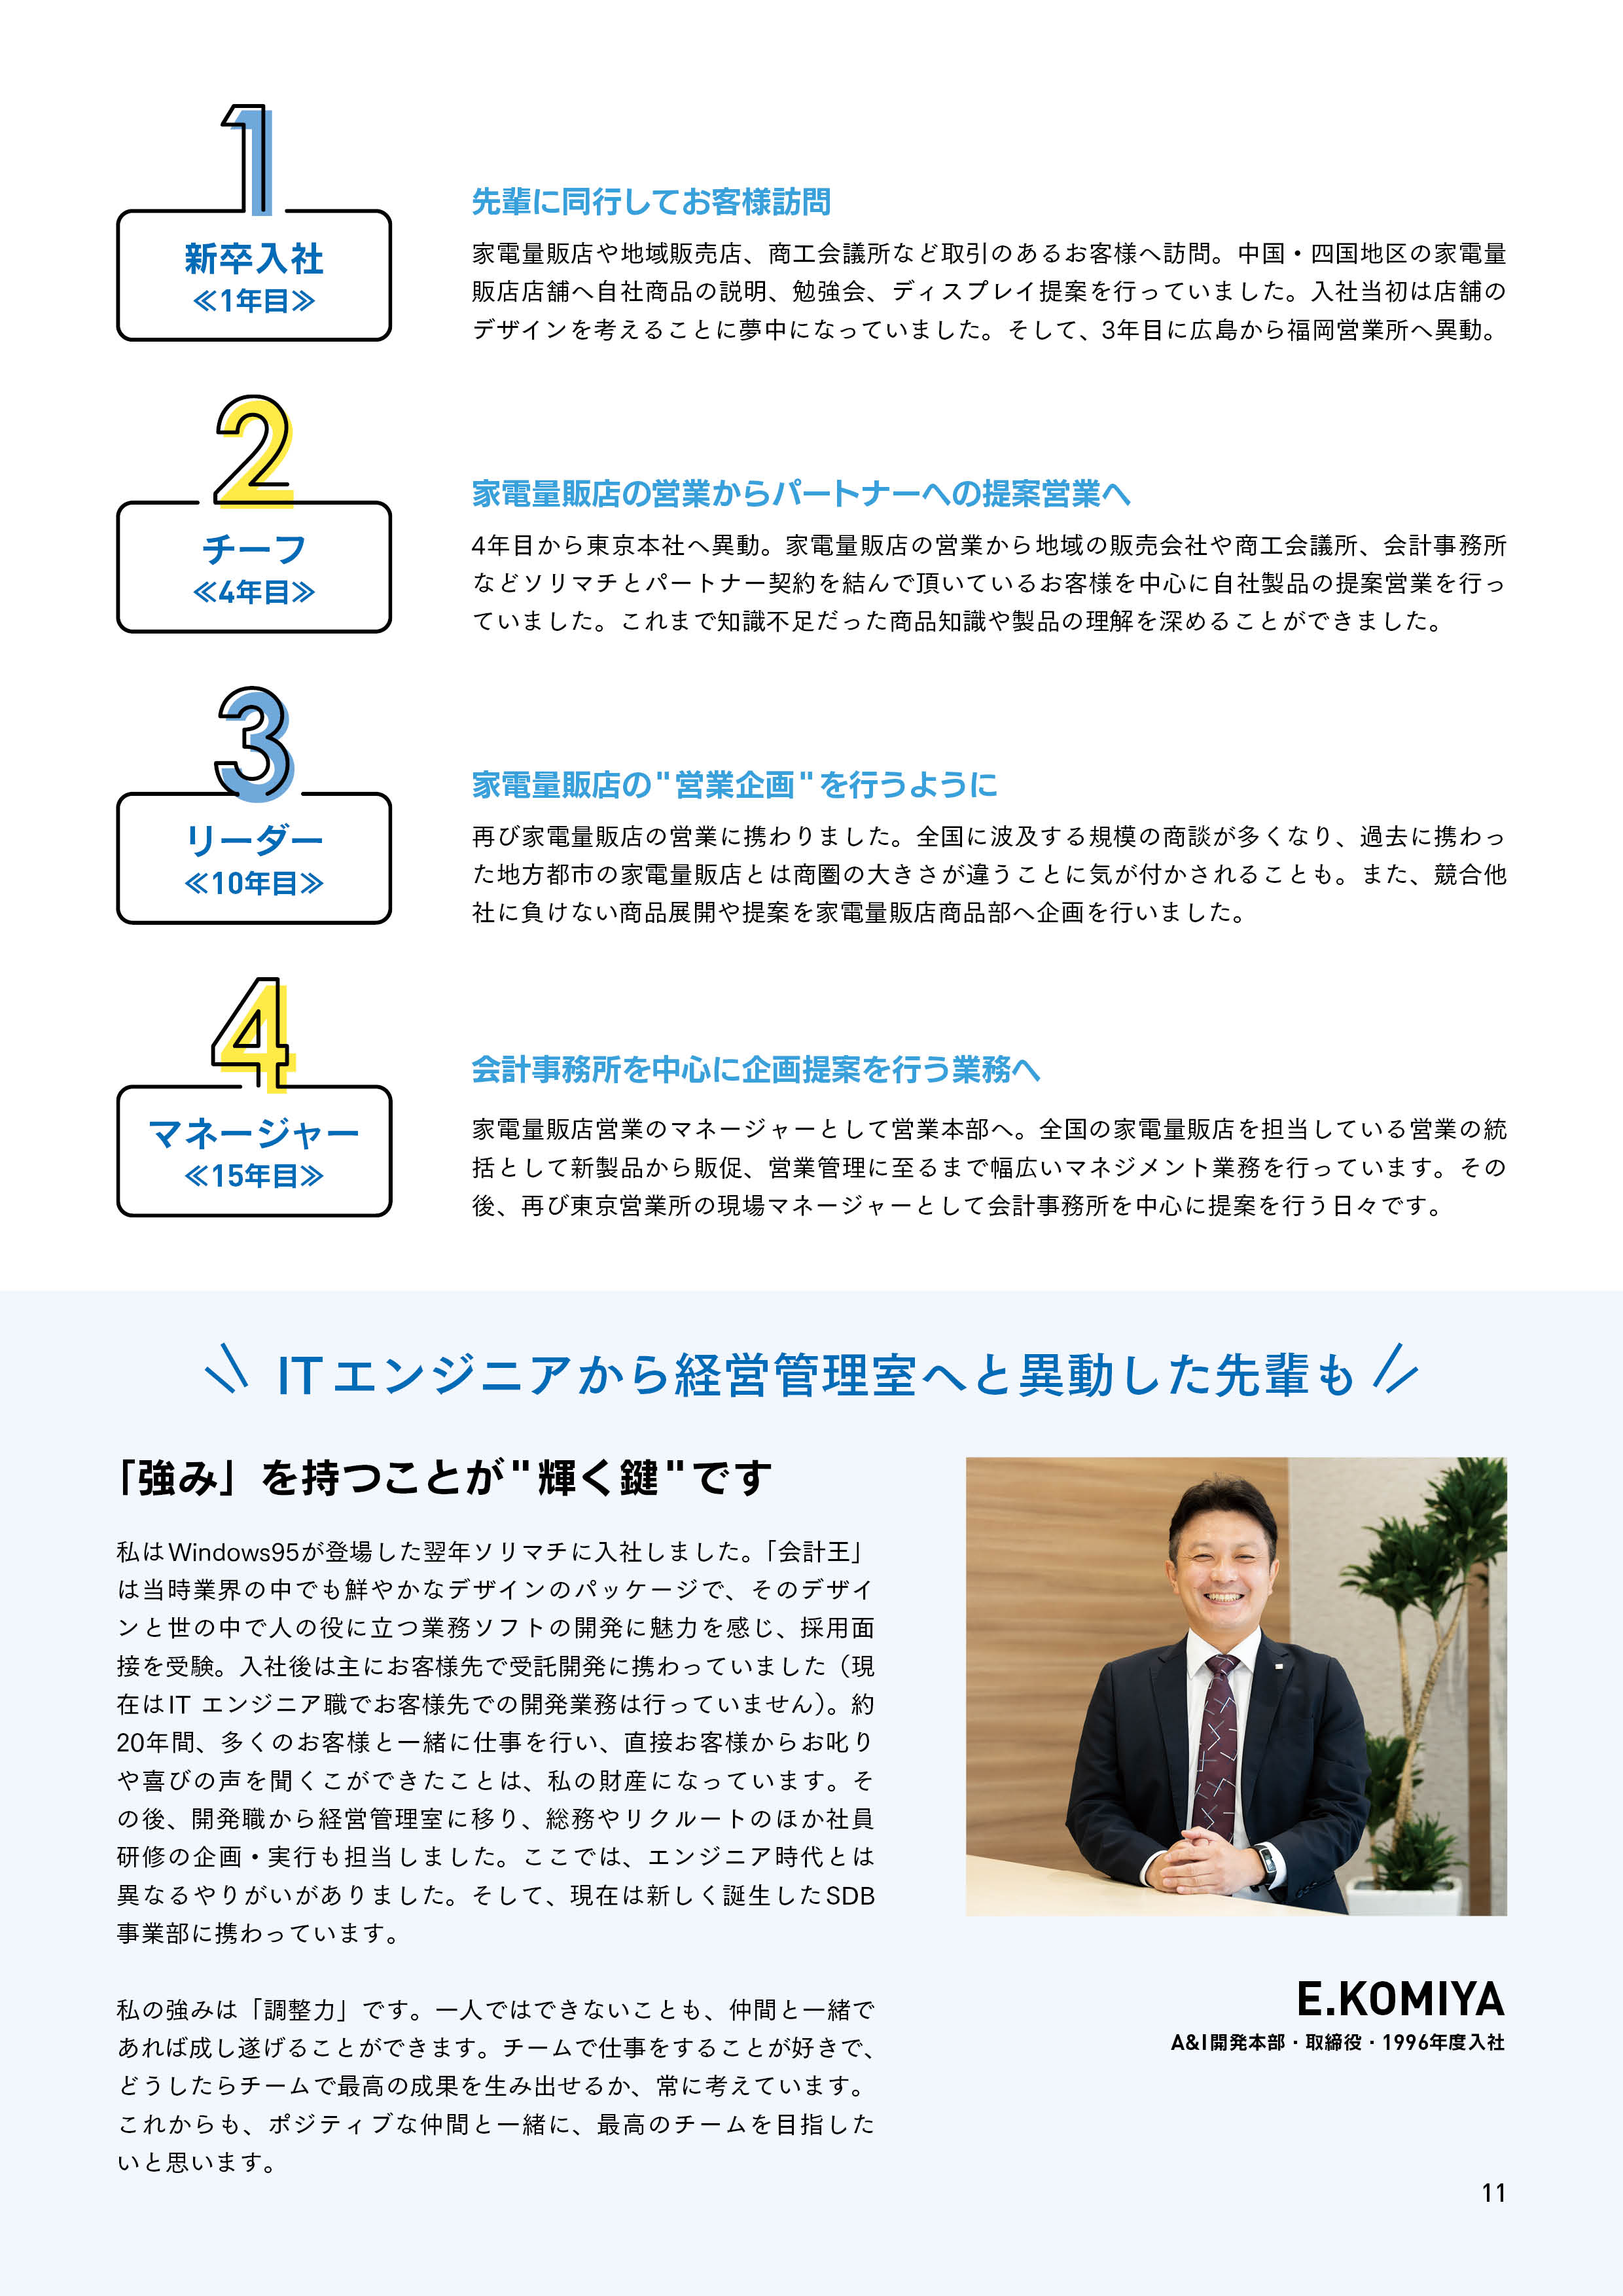 1
新卒入社
≪1年目≫
先輩に同行してお客様訪問
家電量販店や地域販売店、商工会議所など取引のあるお客様へ訪問。中国・四国地区の家電量
販店店舗へ自社商品の説明、勉強会、ディスプレイ提案を行っていました。入社当初は店舗の
デザインを考えることに夢中になっていました。そして、3年目に広島から福岡営業所へ異動。
2
チーフ
≪4年目≫
家電量販店の営業からパートナーへの提案営業へ
4年目から東京本社へ異動。家電量販店の営業から地域の販売会社や商工会議所、会計事務所
などソリマチとパートナー契約を結んで頂いているお客様を中心に自社製品の提案営業を行っ
ていました。これまで知識不足だった商品知識や製品の理解を深めることができました。
3
リーダー
≪10年目≫
家電量販店の"営業企画"を行うように
再び家電量販店の営業に携わりました。全国に波及する規模の商談が多くなり、過去に携わっ
た地方都市の家電量販店とは商圏の大きさが違うことに気が付かされることも。また、競合他
社に負けない商品展開や提案を家電量販店商品部へ企画を行いました。
4
マネージャー
≪15年目≫
会計事務所を中心に企画提案を行う業務へ
家電量販店営業のマネージャーとして営業本部へ。全国の家電量販店を担当している営業の統
括として新製品から販促、営業管理に至るまで幅広いマネジメント業務を行っています。その
後、再び東京営業所の現場マネージャーとして会計事務所を中心に提案を行う日々です。
ITエンジニアから経営管理室へと異動した先輩も
「強み」を持つことが"輝く鍵"です
私はWindows95が登場した翌年ソリマチに入社しました。「会計王」
は当時業界の中でも鮮やかなデザインのパッケージで、そのデザイ
ンと世の中で人の役に立つ業務ソフトの開発に魅力を感じ、採用面
接を受験。入社後は主にお客様先で受託開発に携わっていました（現
在はIT エンジニア職でお客様先での開発業務は行っていません）。約
20年間、多くのお客様と一緒に仕事を行い、直接お客様からお叱り
や喜びの声を聞くこができたことは、私の財産になっています。そ
の後、開発職から経営管理室に移り、総務やリクルートのほか社員
研修の企画・実行も担当しました。ここでは、エンジニア時代とは
異なるやりがいがありました。そして、現在は新しく誕生したSDB
事業部に携わっています。
私の強みは「調整力」です。一人ではできないことも、仲間と一緒で
あれば成し遂げることができます。チームで仕事をすることが好きで、
どうしたらチームで最高の成果を生み出せるか、常に考えています。
これからも、ポジティブな仲間と一緒に、最高のチームを目指した
いと思います。
E.KOMIYA
A&I開発本部・取締役・1996年度入社
11